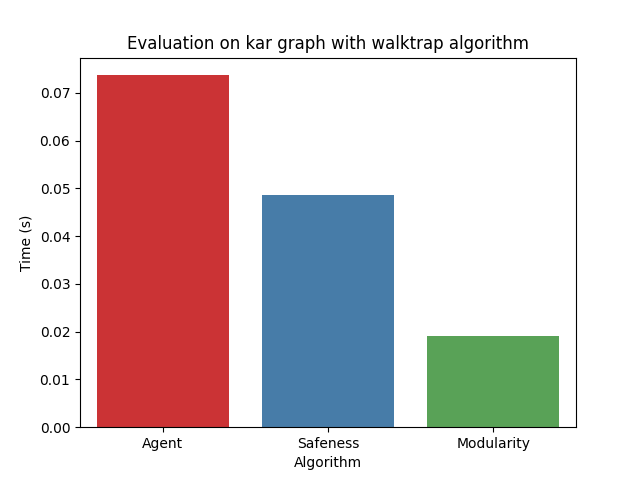 Evaluation on kar graph with walktrap algorithm
0.07
0.06
0.05
0.04
0.03
0.02
0.01
0.00
Time (s)
Agent Safeness Modularity
Algorithm